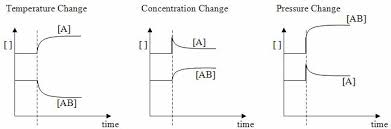 Temperature Change
[ ]
[A]
[AB]
time
Concentration Change
[ ]
[A]
[AB]
time
Pressure Change
[ ]
[AB]
[A]
time